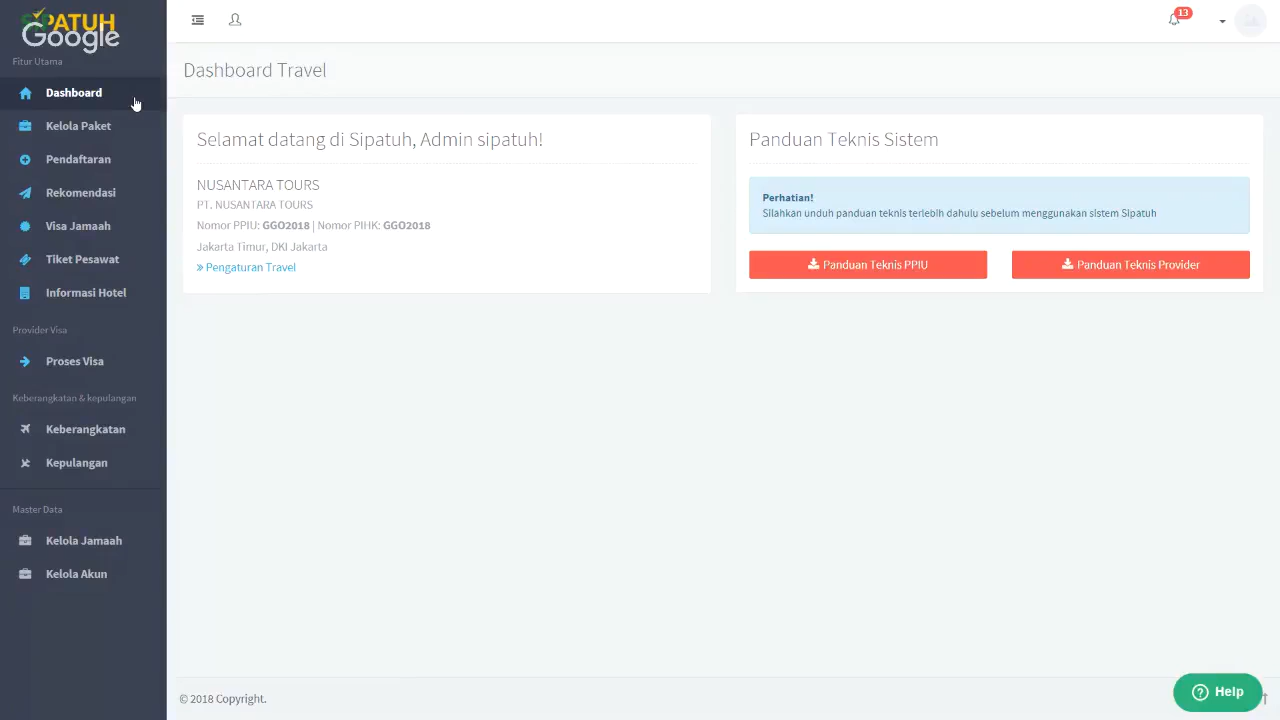 SIPATUH
Google
Fitur Utama
Dashboard
Kelola Paket
Pendaftaran
Rekomendasi
Visa Jamaah
Tiket Pesawat
Informasi Hotel
Provider Visa
Proses Visa
Keberangkatan & kepulangan
Keberangkatan
Kepulangan
Master Data
Kelola Jamaah
Kelola Akun
13
Dashboard Travel
Selamat datang di Sipatuh, Admin sipatuh!
NUSANTARA TOURS
PT. NUSANTARA TOURS
Nomor PPIU: GGO2018 | Nomor PIHK: GGO2018
Jakarta Timur, DKI Jakarta
» Pengaturan Travel
Panduan Teknis Sistem
Perhatian!
Silahkan unduh panduan teknis terlebih dahulu sebelum menggunakan sistem Sipatuh
Panduan Teknis PPIU
Panduan Teknis Provider
© 2018 Copyright.
Help